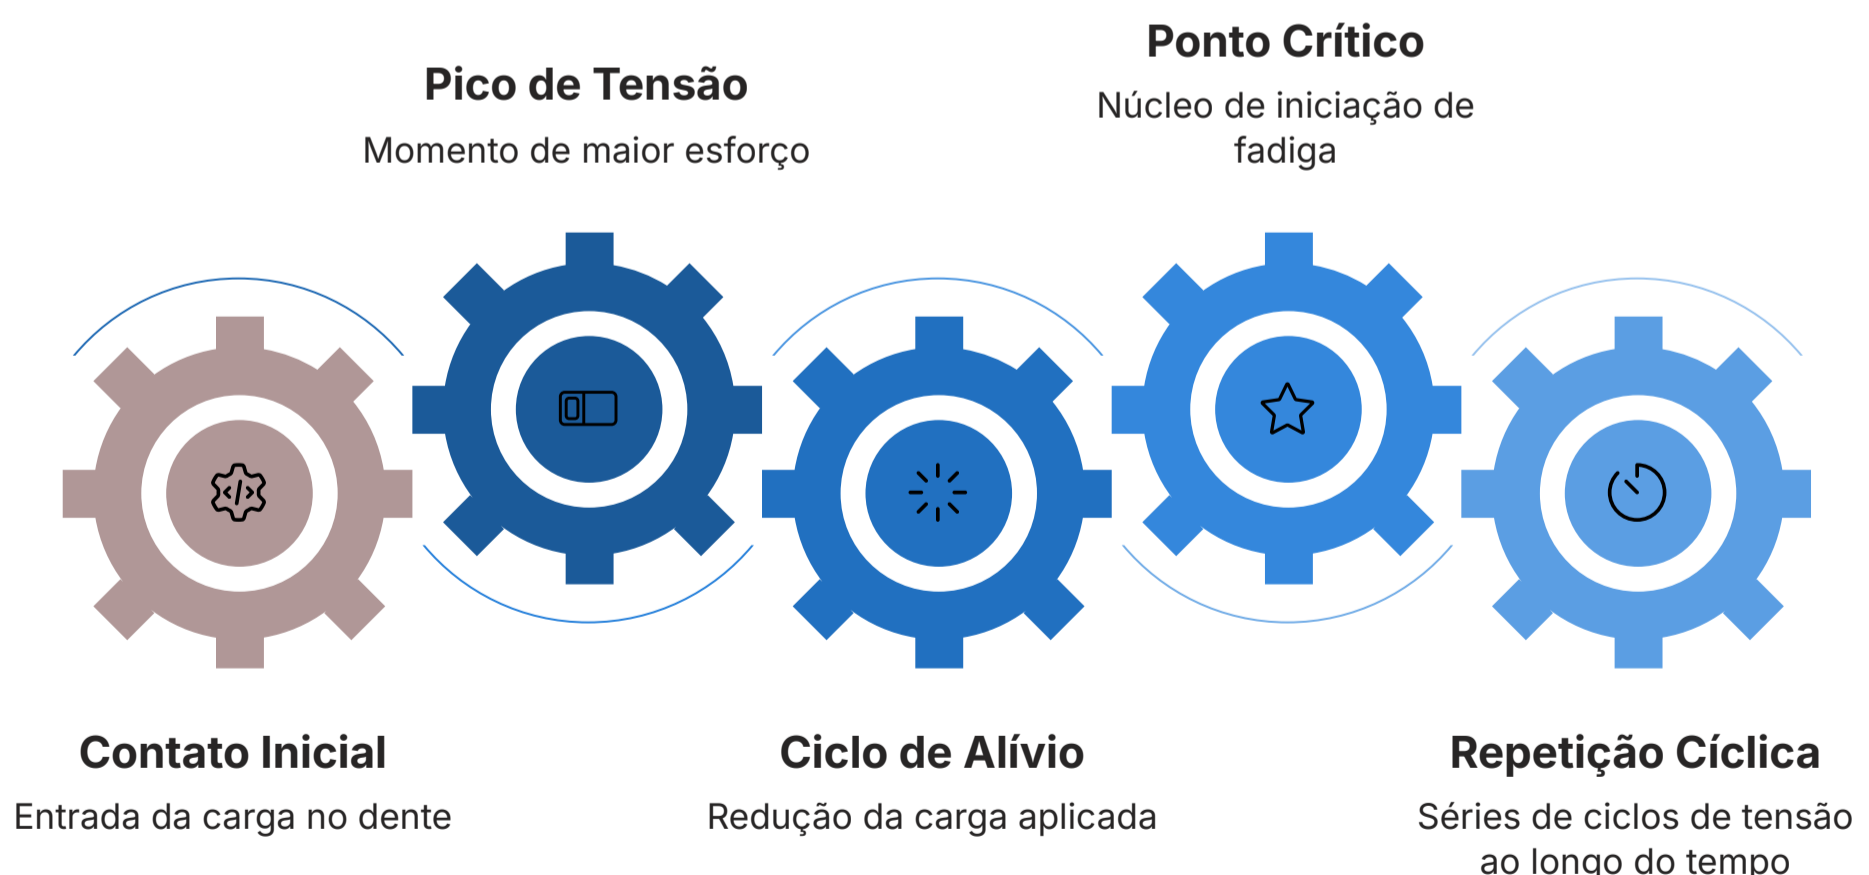 Ponto Crítico
Núcleo de iniciação de
fadiga
Pico de Tensão
Momento de maior esforço
Contato Inicial
Entrada da carga no dente
Ciclo de Alívio
Redução da carga aplicada
Repetição Cíclica
Séries de ciclos de tensão
ao longo do tempo